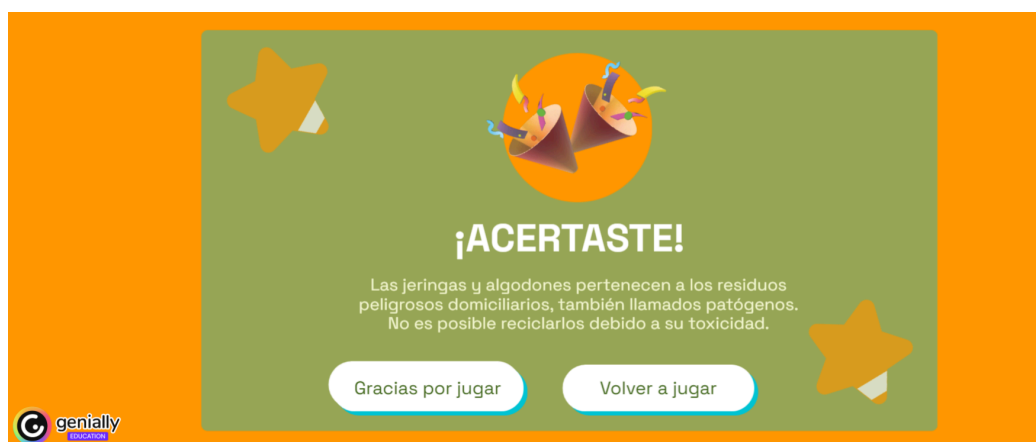 ¡ACERTASTE!
Las jeringas y algodones pertenecen a los residuos
peligrosos domiciliarios, también llamados patógenos.
No es posible reciclarlos debido a su toxicidad.
Gracias por jugar
Volver a jugar
genially
EDUCATION